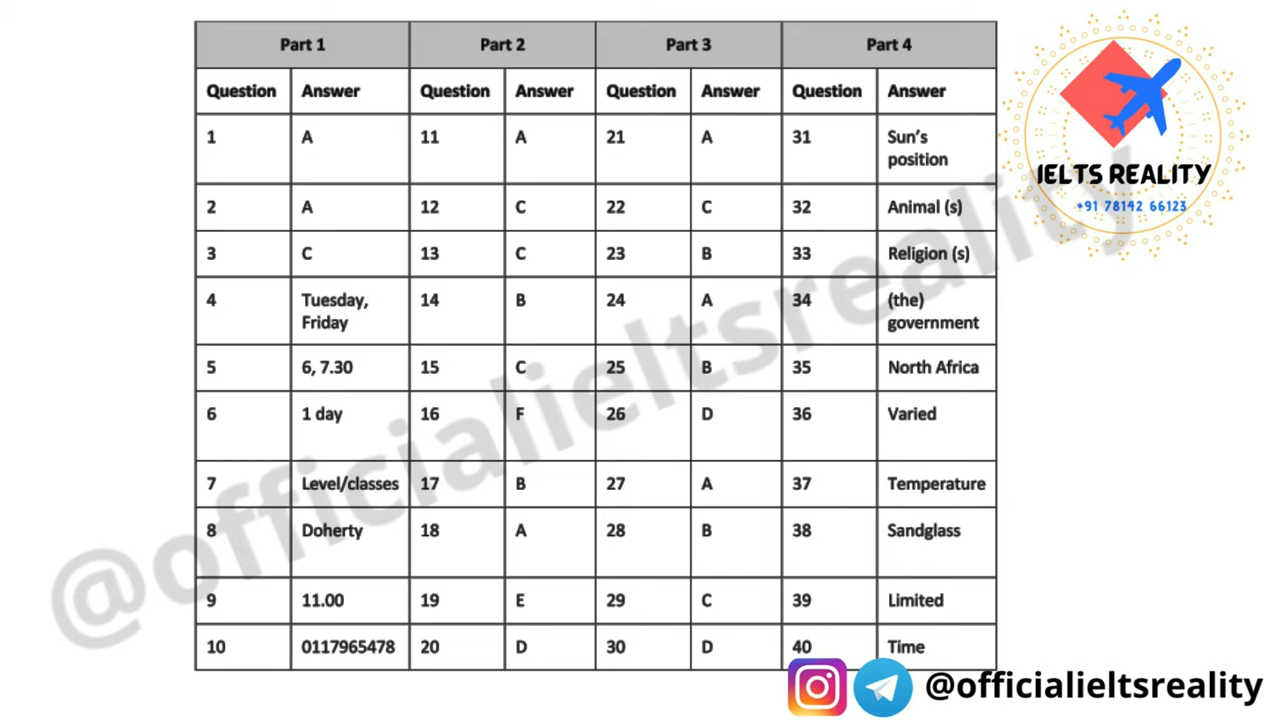 Part 1 Part 2 Part 3 Part 4
Question Answer Question Answer Question Answer Question Answer
1 A 11 A 21 A 31 Sun’s
position
2 A 12 C 22 C 32 Animal (s)
3 C 13 C 23 B 33 Religion (s)
4 Tuesday, 14 B 24 A 34 (the)
Friday government
5 6, 7.30 15 C 25 B 35 North Africa
6 1 day 16 F 26 D 36 Varied
7 Level/classes 17 B 27 A 37 Temperature
8 Doherty 18 A 28 B 38 Sandglass
9 11.00 19 E 29 C 39 Limited
10 0117965478 20 D 30 D 40 Time
IELTS REALITY
+91 78142 66123
@officialieltsreality
@officialieltsreality